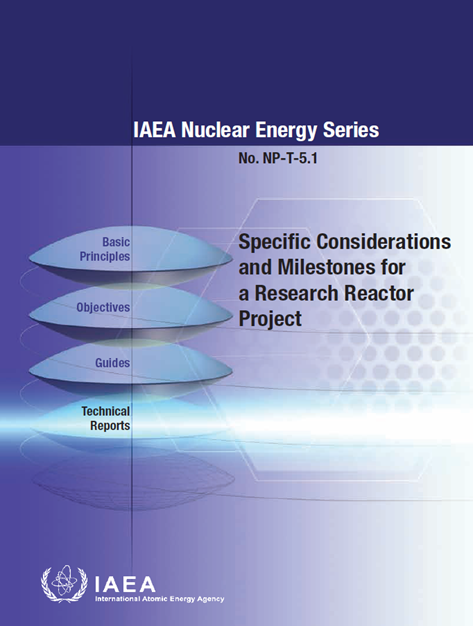 IAEA Nuclear Energy Series
No. NP-T-5.1
Basic
Principles
Objectives
Guides
Technical
Reports
Specific Considerations
and Milestones for
a Research Reactor
Project
IAEA
International Atomic Energy Agency